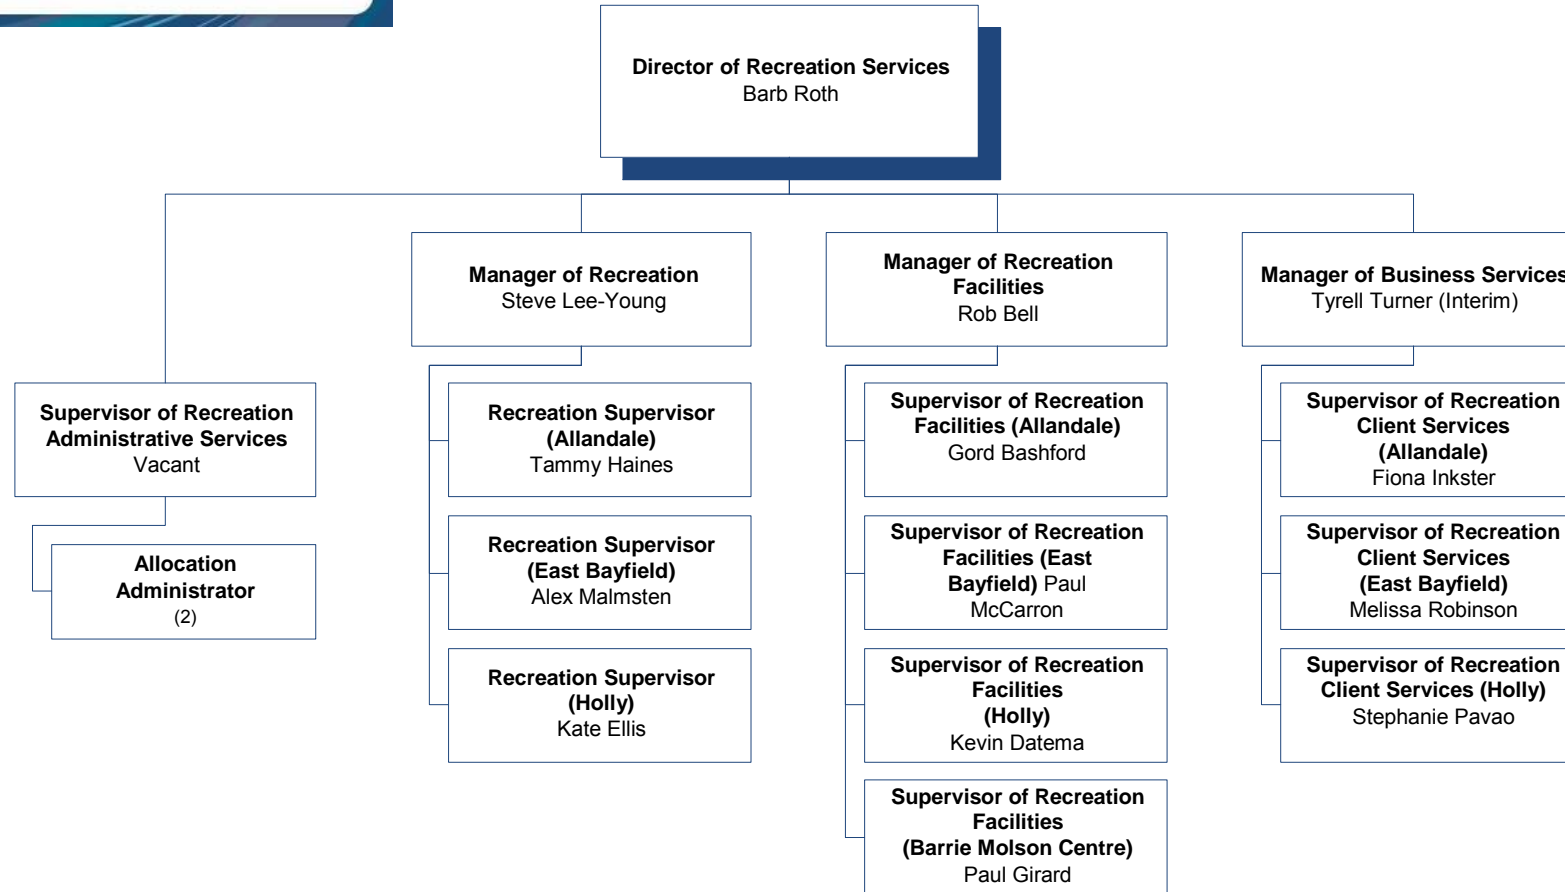 Director of Recreation Services
Barb Roth
Manager of Recreation
Steve Lee-Young
Manager of Recreation
Facilities
Rob Bell
Manager of Business Services
Tyrell Turner (Interim)
Supervisor of Recreation
Administrative Services
Vacant
Allocation
Administrator
(2)
Recreation Supervisor
(Allandale)
Tammy Haines
Recreation Supervisor
(East Bayfield)
Alex Malmsten
Recreation Supervisor
(Holly)
Kate Ellis
Supervisor of Recreation
Facilities (Allandale)
Gord Bashford
Supervisor of Recreation
Facilities (East
Bayfield) Paul
McCarron
Supervisor of Recreation
Facilities
(Holly)
Kevin Datema
Supervisor of Recreation
Facilities
(Barrie Molson Centre)
Paul Girard
Supervisor of Recreation
Client Services
(Allandale)
Fiona Inkster
Supervisor of Recreation
Client Services
(East Bayfield)
Melissa Robinson
Supervisor of Recreation
Client Services (Holly)
Stephanie Pavao